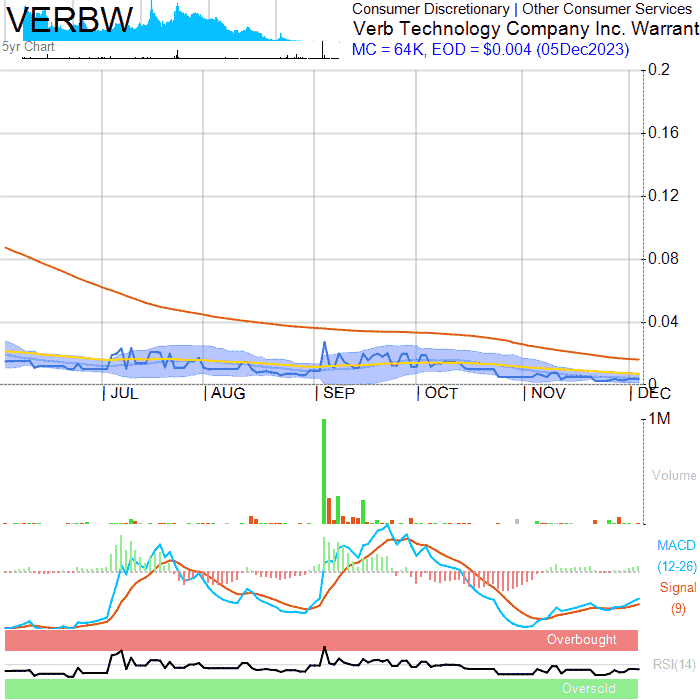 VERBW
5yr Chart
Consumer Discretionary | Other Consumer Services
Verb Technology Company Inc. Warrant
MC = 64K, EOD = $0.004 (05Dec2023)
0.2
0.16
0.12
0.08
0.04
0
JUL
AUG
SEP
OCT
NOV
DEC
1M
Volume
MACD
(12-26)
Signal
(9)
Overbought
RSI(14)
Oversold